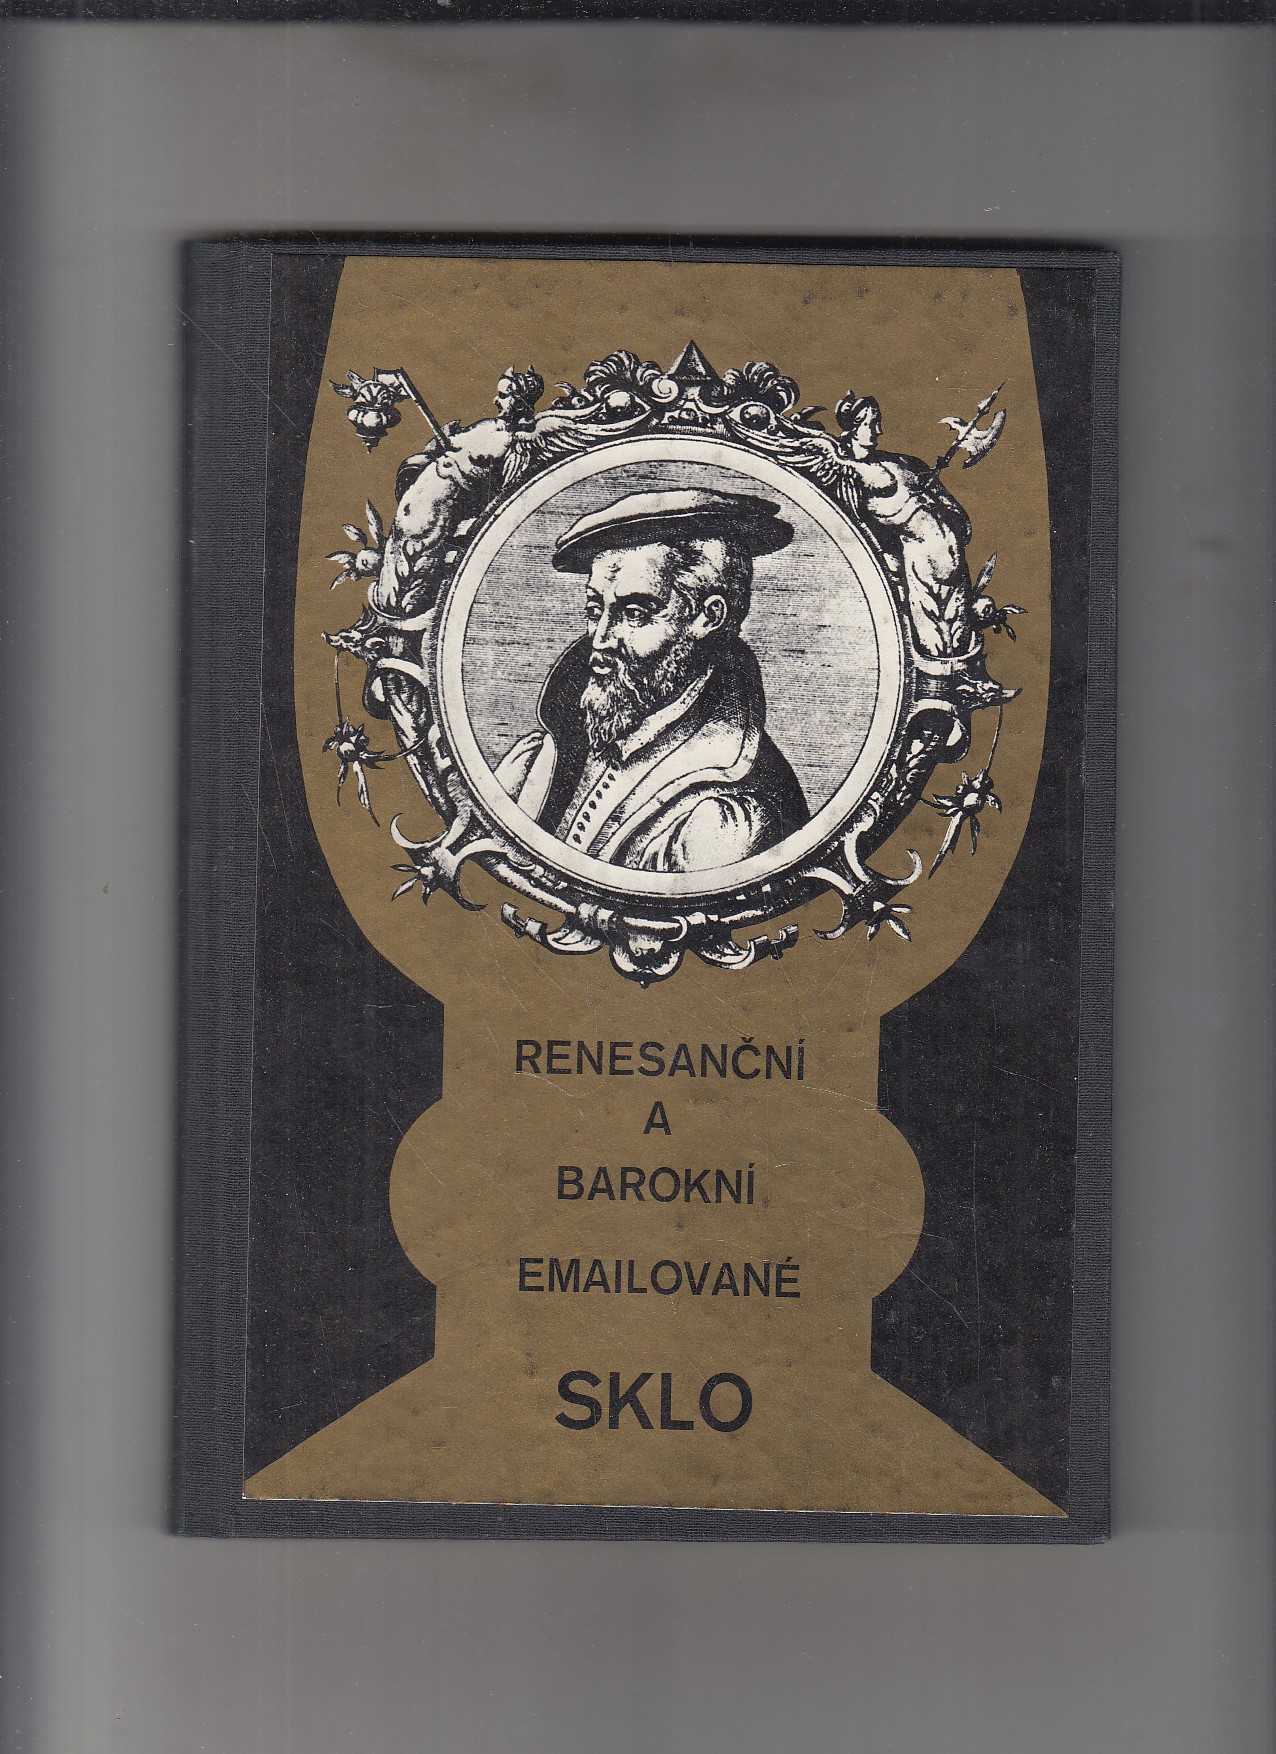 RENESANČNÍ
A
BAROKNÍ
EMAILOVANÉ
SKLO